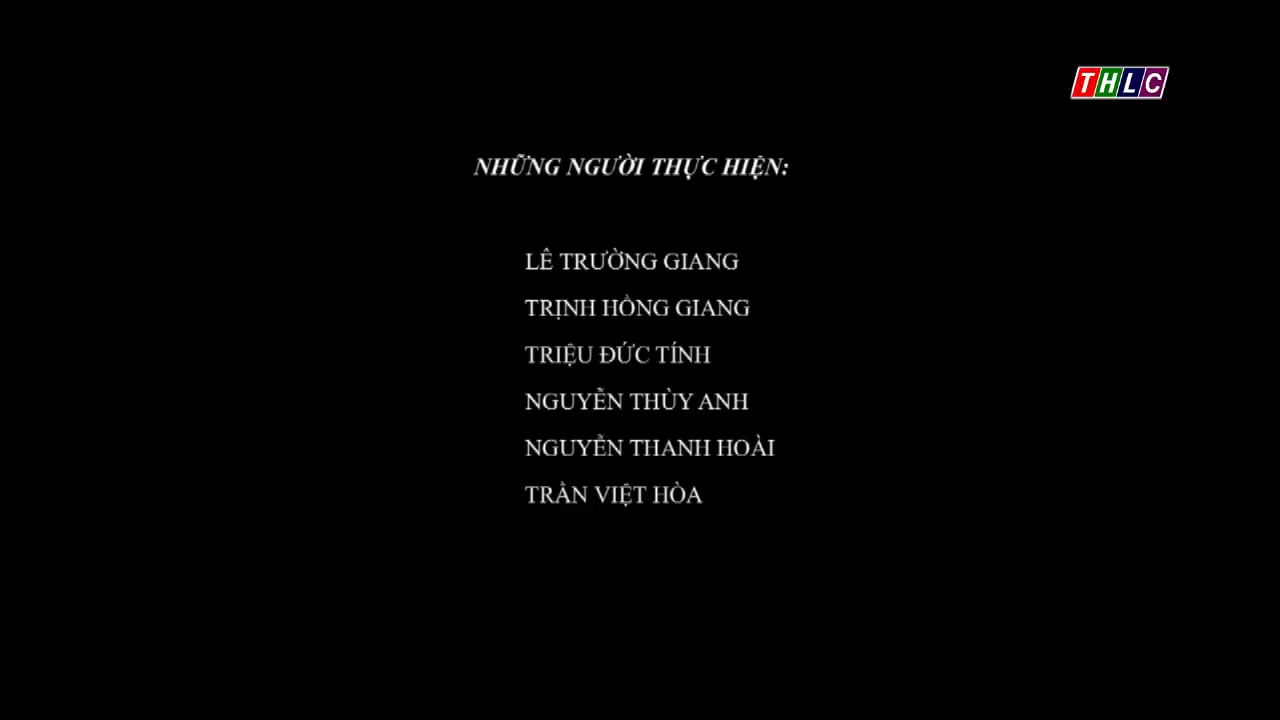 THLC
NHỮNG NGƯỜI THỰC HIỆN:
LÊ TRƯỜNG GIANG
TRỊNH HỒNG GIANG
TRIỆU ĐỨC TÍNH
NGUYỄN THÙY ANH
NGUYỄN THANH HOÀI
TRẦN VIỆT HÒA